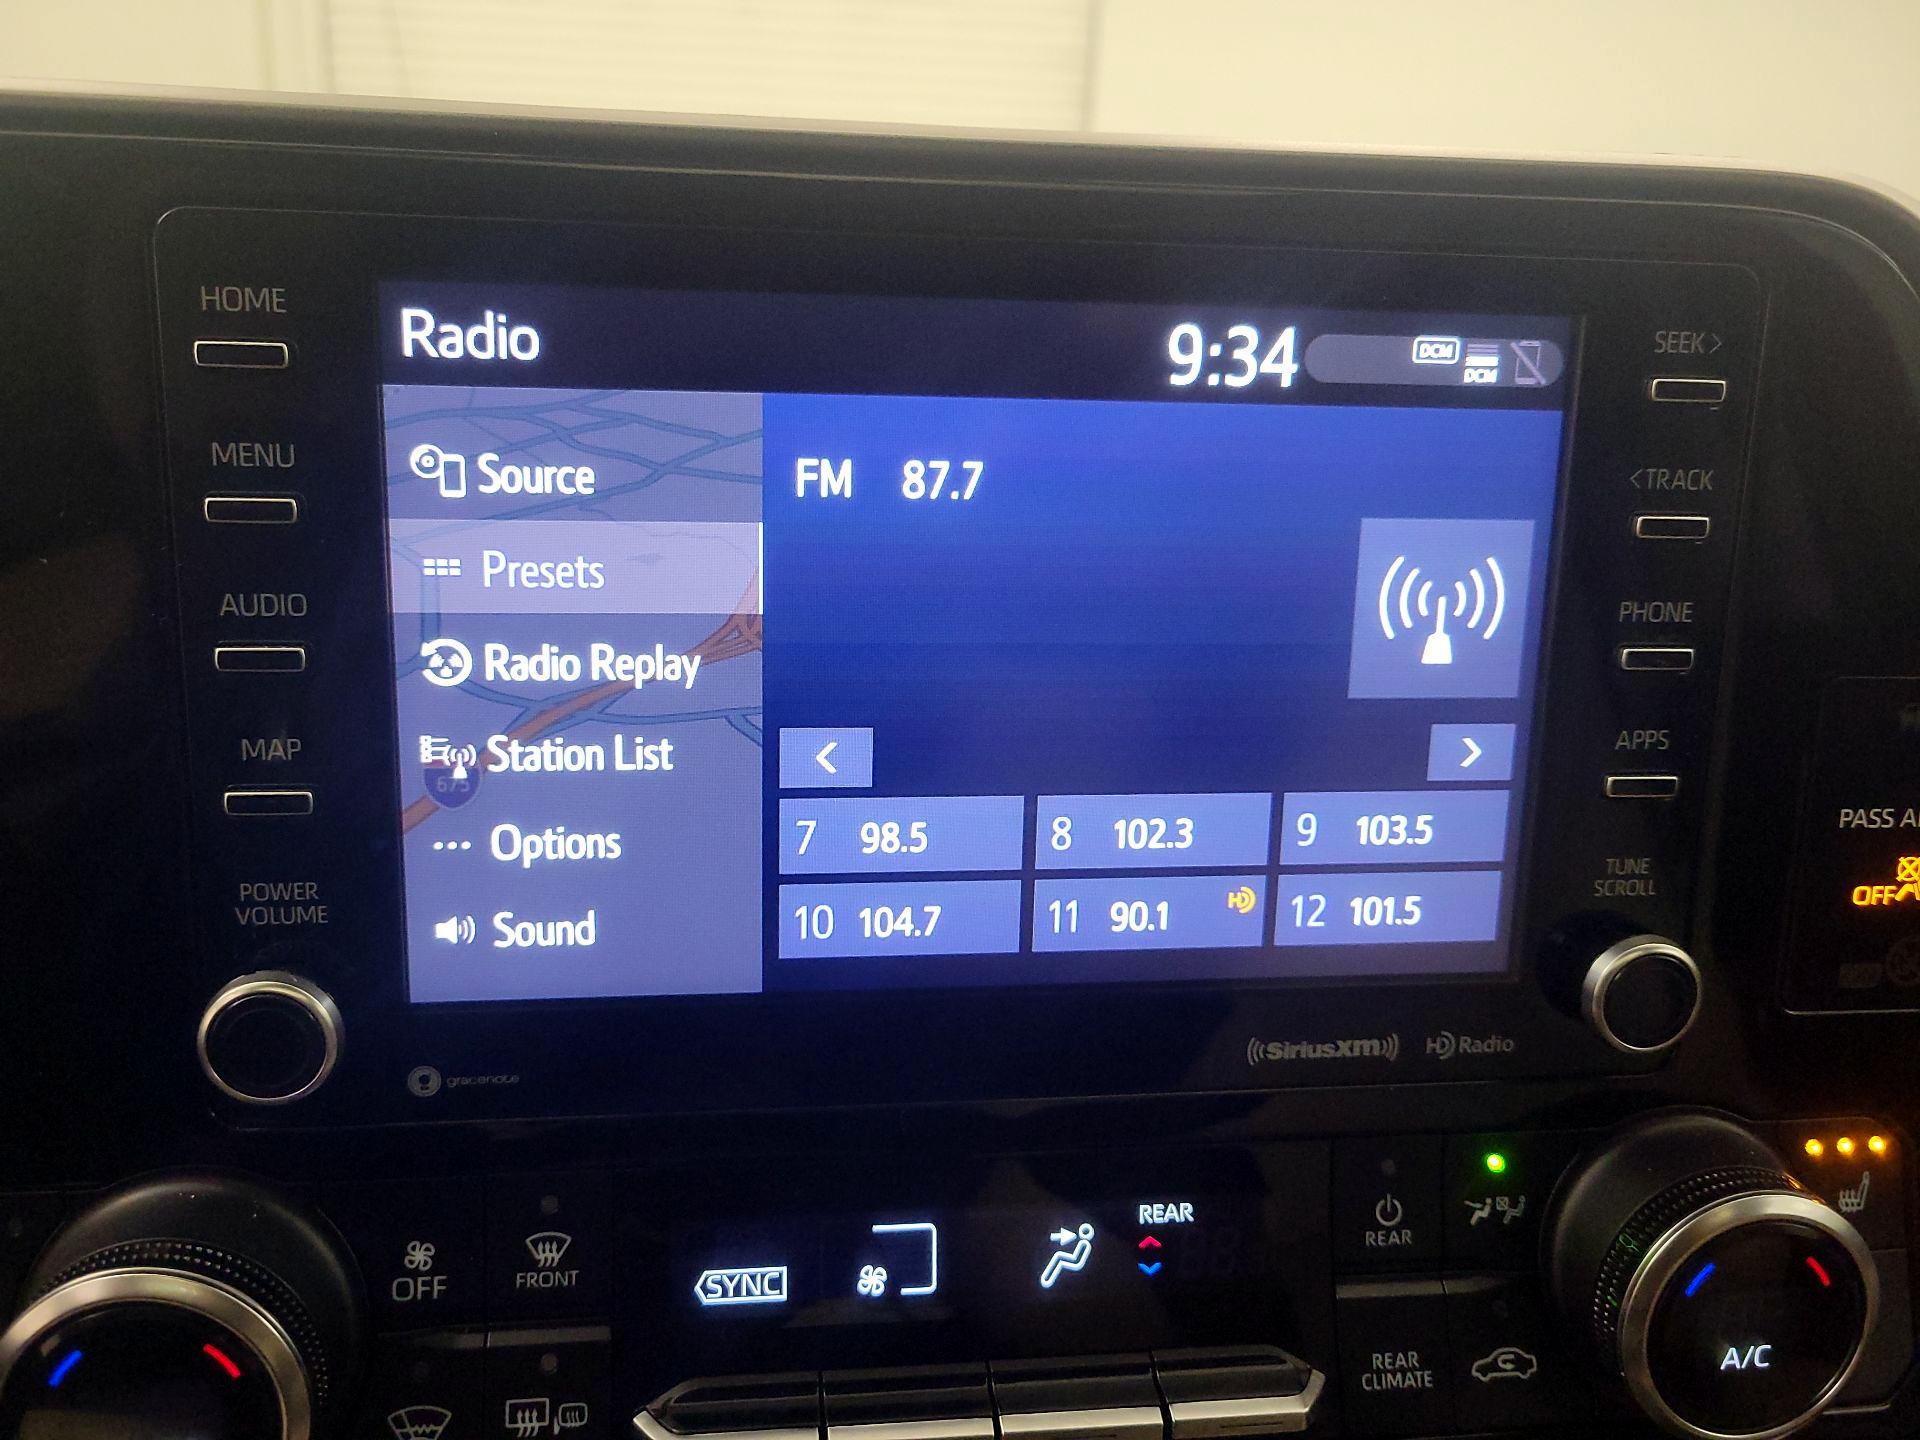 HOME
MENU
AUDIO
MAP
POWER
VOLUME
Radio
9:34
DCM
DCM
Source
Presets
Radio Replay
Station List
675
Options
Sound
FM 87.7
<
>
7 98.5
8 102.3
9 103.5
10 104.7
11 90.1 HD
12 101.5
SEEK >
< TRACK
PHONE
APPS
TUNE
SCROLL
PASS
OFF
gracenote
((SiriusXM))
HD Radio
OFF
FRONT
SYNC
REAR
REAR
REAR
CLIMATE
A/C